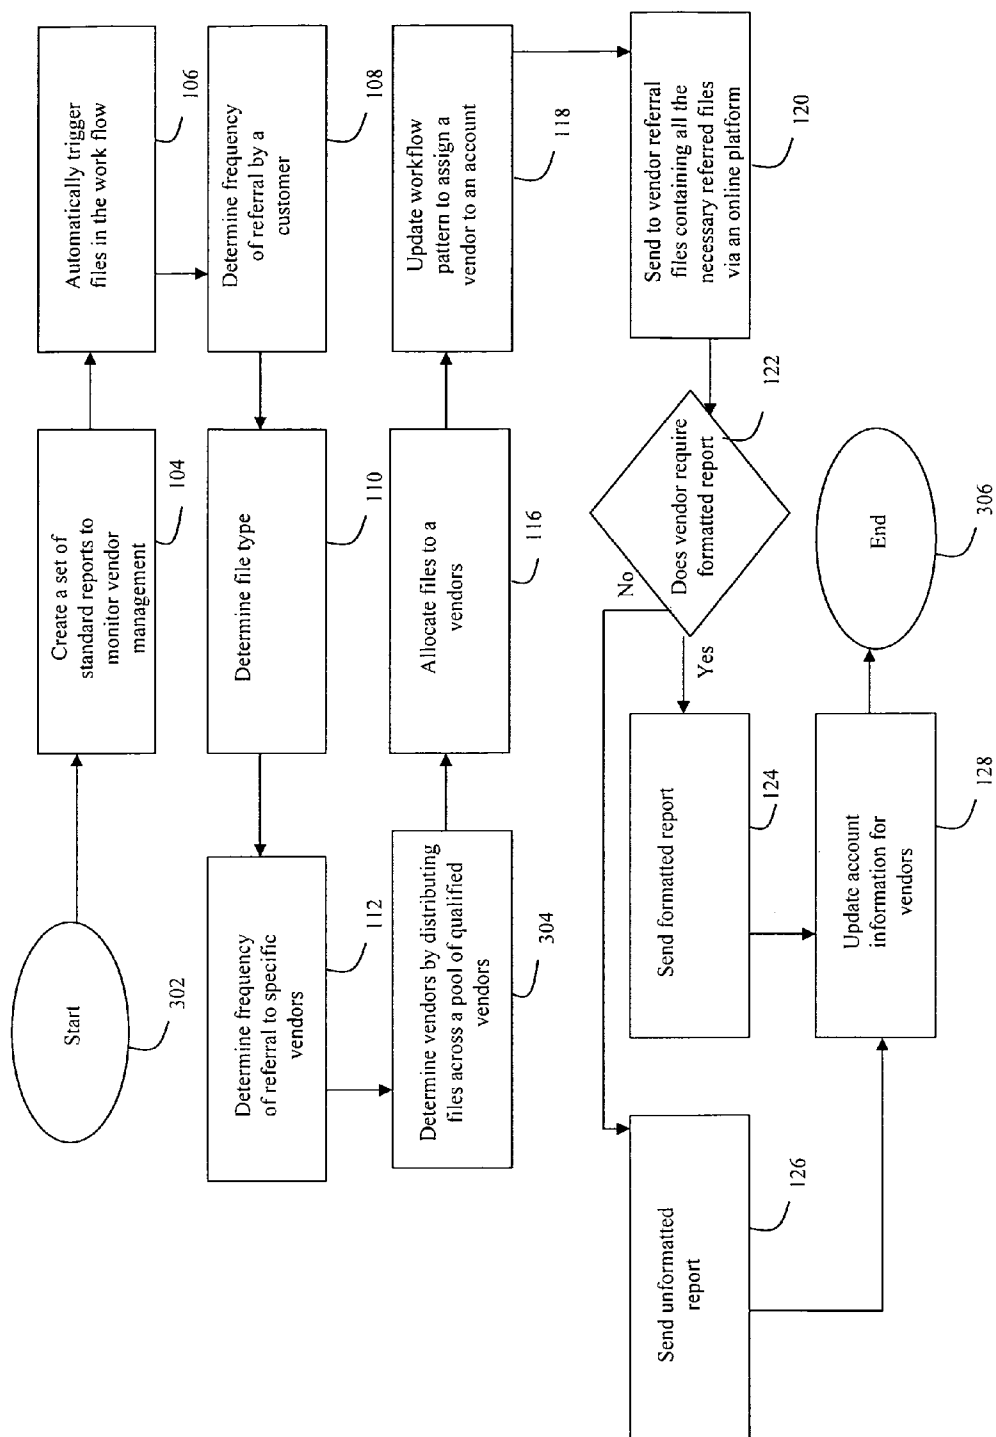 Start
302
Create a set of
standard reports to
monitor vendor
management
104
Automatically trigger
files in the work flow
106
Determine frequency
of referral by a
customer
108
Determine file type
110
Determine frequency
of referral to specific
vendors
112
Determine vendors by distributing
files across a pool of qualified
vendors
304
Allocate files to a
vendors
116
Update workflow
pattern to assign a
vendor to an account
118
Send to vendor referral
files containing all the
necessary referred files
via an online platform
120
Does vendor require
formatted report
122
No
Yes
Send formatted report
124
Send unformatted
report
126
Update account
information for
vendors
128
End
306